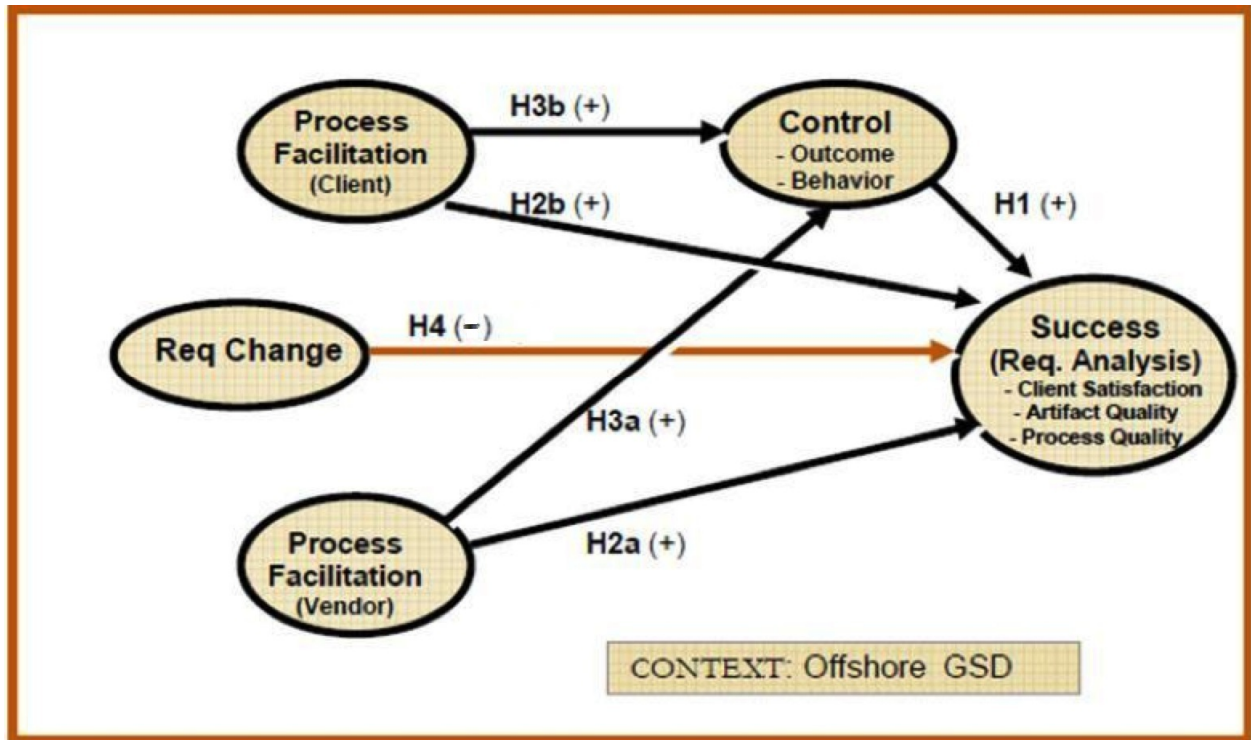 Process
Facilitation
(Client)
H3b (+)
Control
- Outcome
- Behavior
H2b (+)
H1 (+)
Req Change
H4 (-)
Success
(Req. Analysis)
- Client Satisfaction
- Artifact Quality
- Process Quality
H3a (+)
Process
Facilitation
(Vendor)
H2a (+)
CONTEXT: Offshore GSD